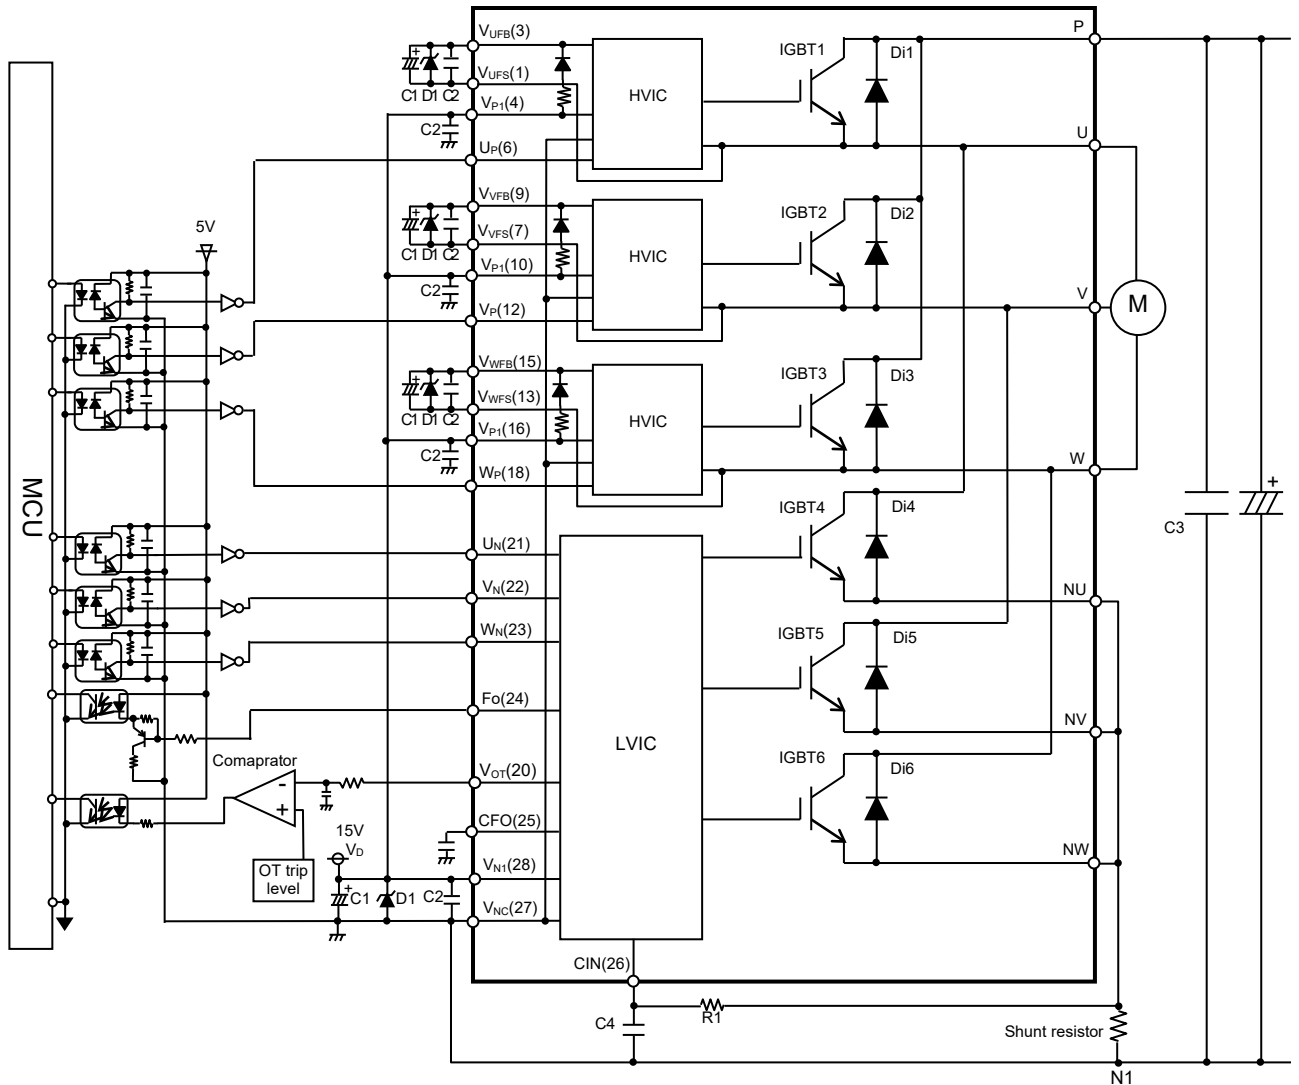 VUFB(3)
P
IGBT1
Di1
C1 D1 C2
VUFS(1)
HVIC
VP1(4)
C2
U
UP(6)
VVFB(9)
IGBT2
Di2
5V
C1 D1 C2
VVFS(7)
HVIC
VP1(10)
C2
V
M
VP(12)
VWFB(15)
IGBT3
Di3
C1 D1 C2
VWFS(13)
HVIC
VP1(16)
C2
W
WP(18)
MCU
IGBT4
Di4
C3
+
UN(21)
VN(22)
NU
WN(23)
IGBT5
Di5
Fo(24)
NV
LVIC
Comaprator
IGBT6
Di6
VOT(20)
-
+
CFO(25)
15V
VD
OT trip
level
NW
VN1(28)
C1
D1
C2
VNC(27)
CIN(26)
C4
R1
Shunt resistor
N1